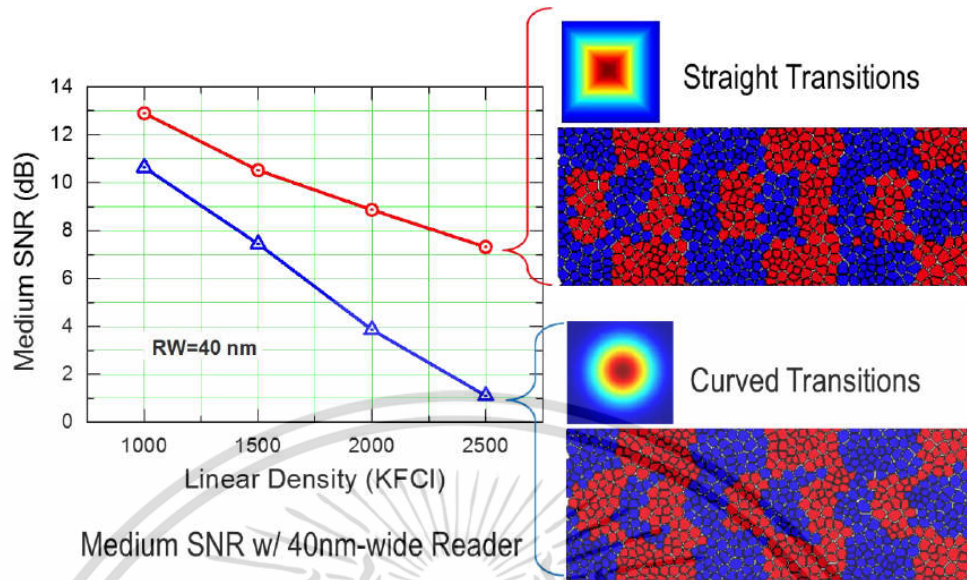 Medium SNR (dB)
14
12
10
8
6
4
2
0
RW=40 nm
1000 1500 2000 2500
Linear Density (KFCI)
Medium SNR w/ 40nm-wide Reader
Straight Transitions
Curved Transitions